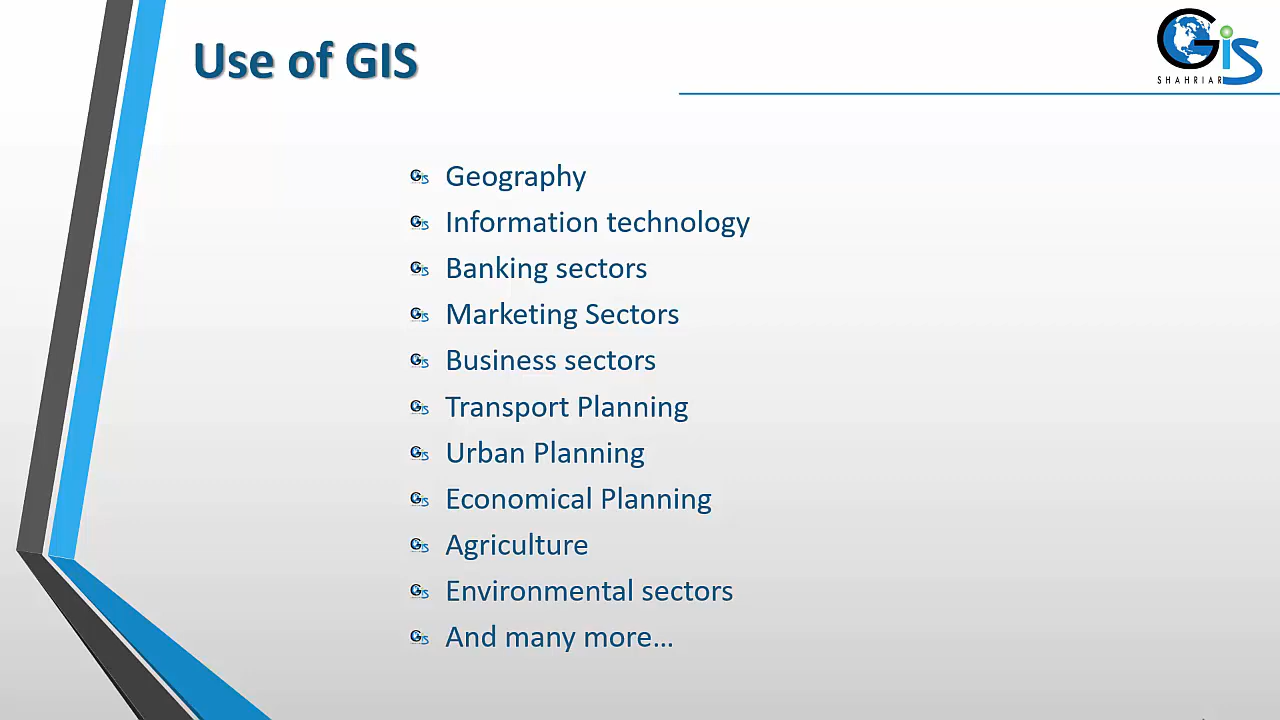 Use of GIS
GiS
SHAHRIAR
Geography
Information technology
Banking sectors
Marketing Sectors
Business sectors
Transport Planning
Urban Planning
Economical Planning
Agriculture
Environmental sectors
And many more...